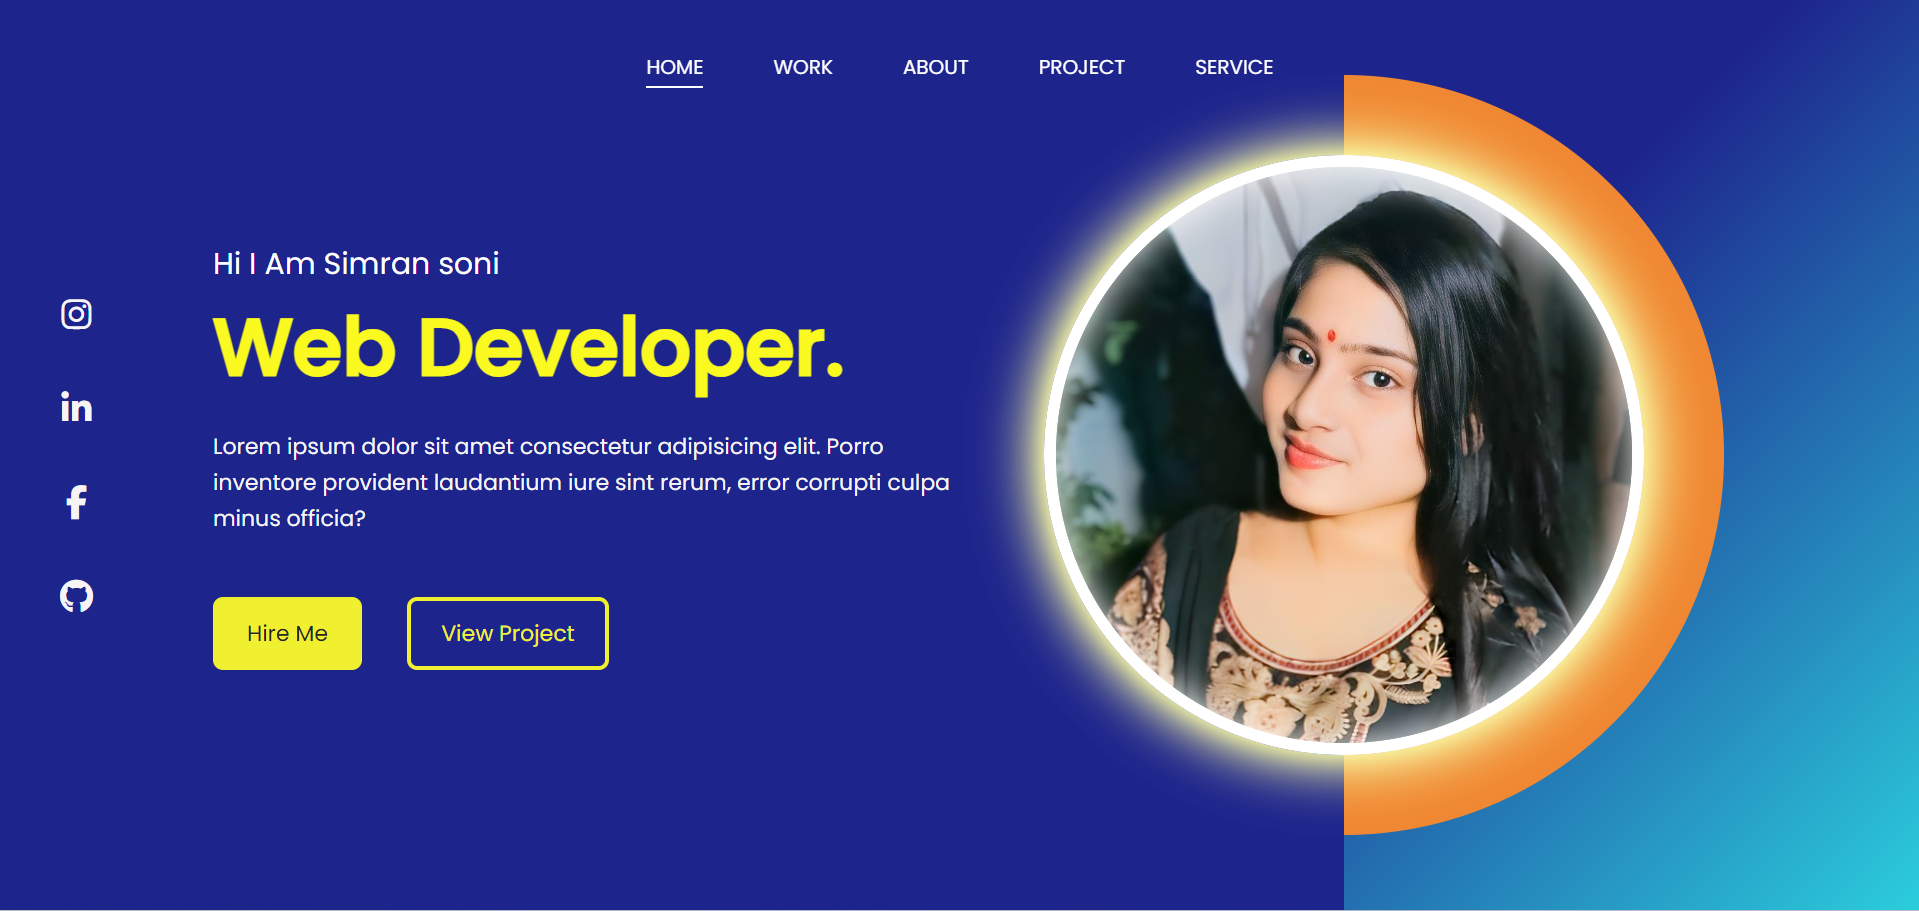 HOME WORK ABOUT PROJECT SERVICE
Hi I Am Simran soni
Web Developer.
Lorem ipsum dolor sit amet consectetur adipisicing elit. Porro
inventore provident laudantium iure sint rerum, error corrupti culpa
minus officia?
Hire Me View Project